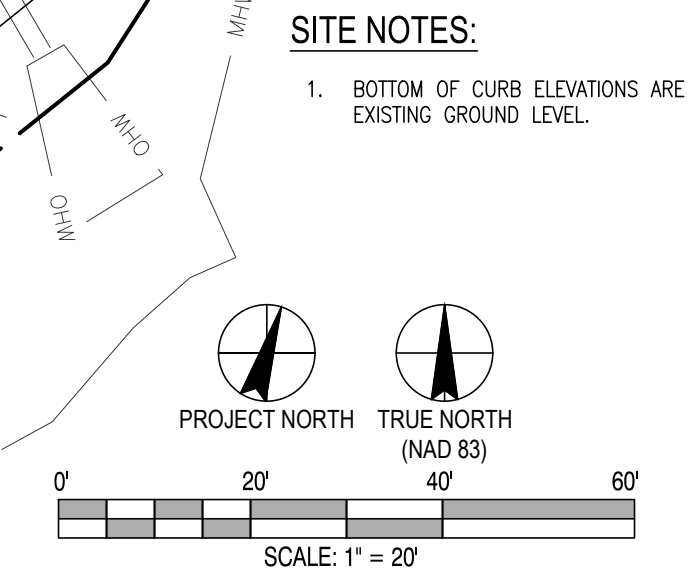 MHW
SITE NOTES:
1. BOTTOM OF CURB ELEVATIONS ARE
EXISTING GROUND LEVEL.
OHW
OHW
PROJECT NORTH
TRUE NORTH
(NAD 83)
0' 20' 40' 60'
SCALE: 1" = 20'